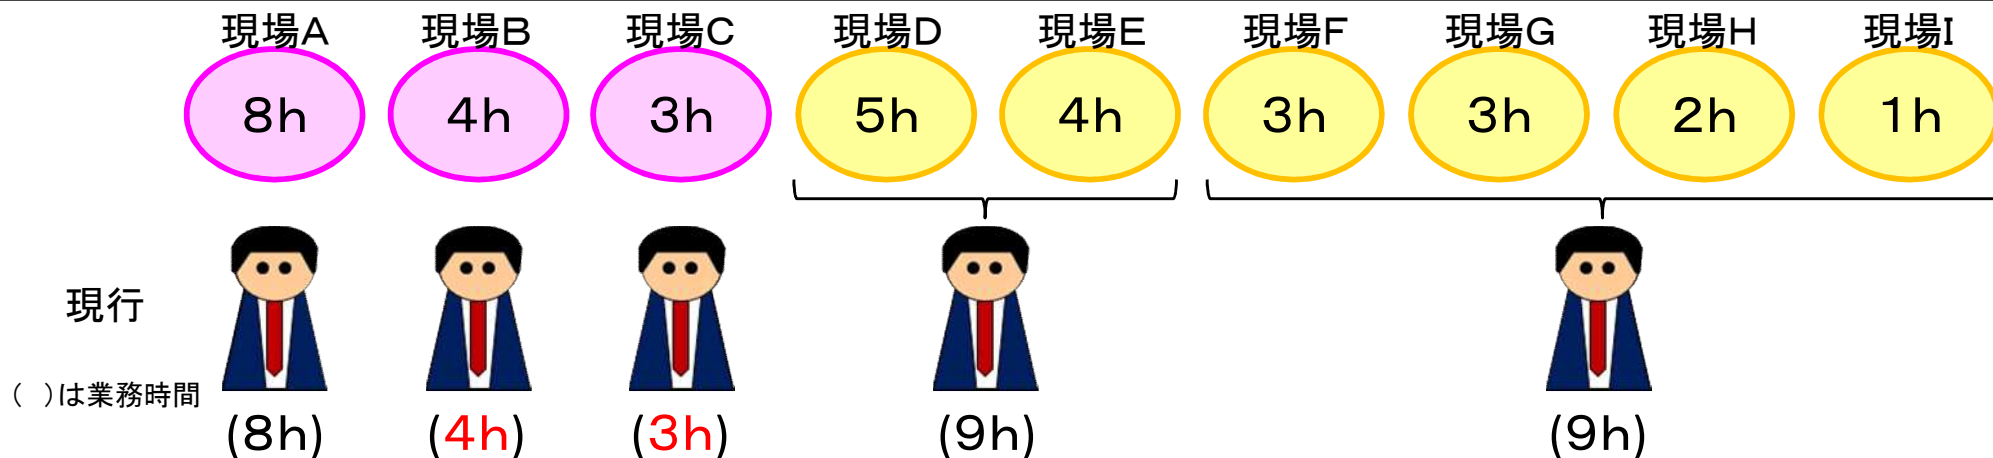 現場A 現場B 現場C 現場D 現場E 現場F 現場G 現場H 現場I
8h 4h 3h 5h 4h 3h 3h 2h 1h
現行
( )は業務時間
(8h) (4h) (3h) (9h) (9h)